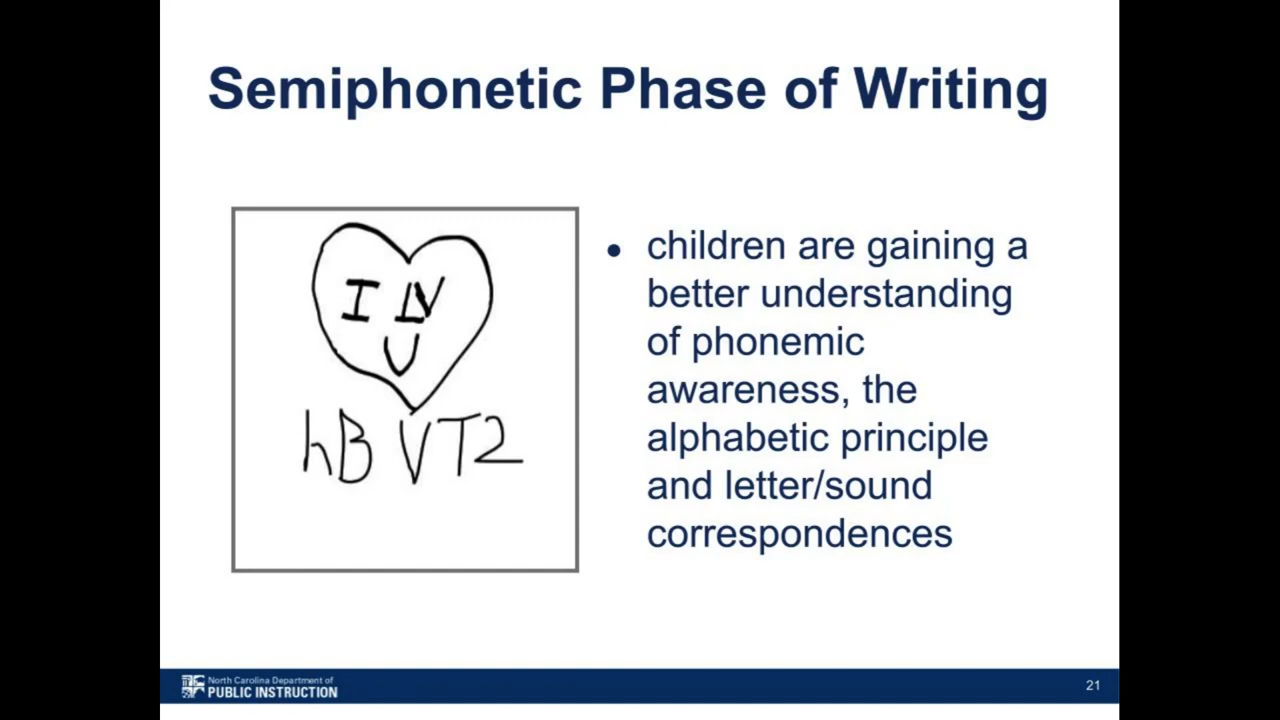 Semiphonetic Phase of Writing
I LV
U
hB VT2
• children are gaining a
better understanding
of phonemic
awareness, the
alphabetic principle
and letter/sound
correspondences
North Carolina Department of
PUBLIC INSTRUCTION
21